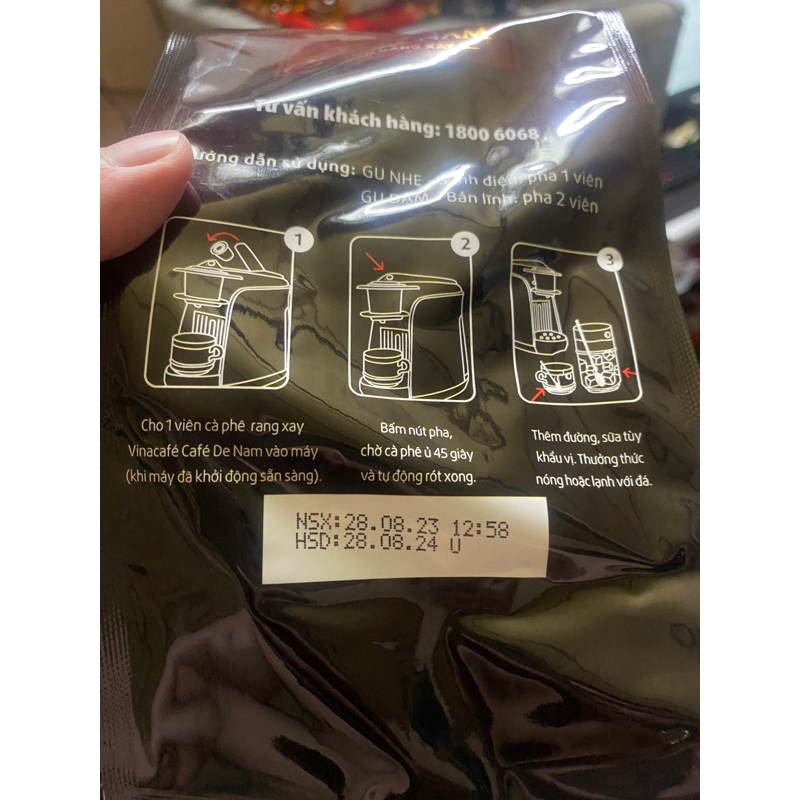 Tư vấn khách hàng: 1800 6068
dẫn sử dụng: GU NHẸ điệu: pha 1 viên
GU ĐẬM Bản lĩnh: pha 2 viên
1
2
3
Cho 1 viên cà phê rang xay
Vinacafé Café De Nam vào máy
(khi máy đã khởi động sẵn sàng).
Bấm nút pha,
chờ cà phê ủ 45 giây
và tự động rót xong.
Thêm đường, sữa tùy
khẩu vị. Thưởng thức
nóng hoặc lạnh với đá.
NSX:28.08.23 12:58
HSD:28.08.24 U